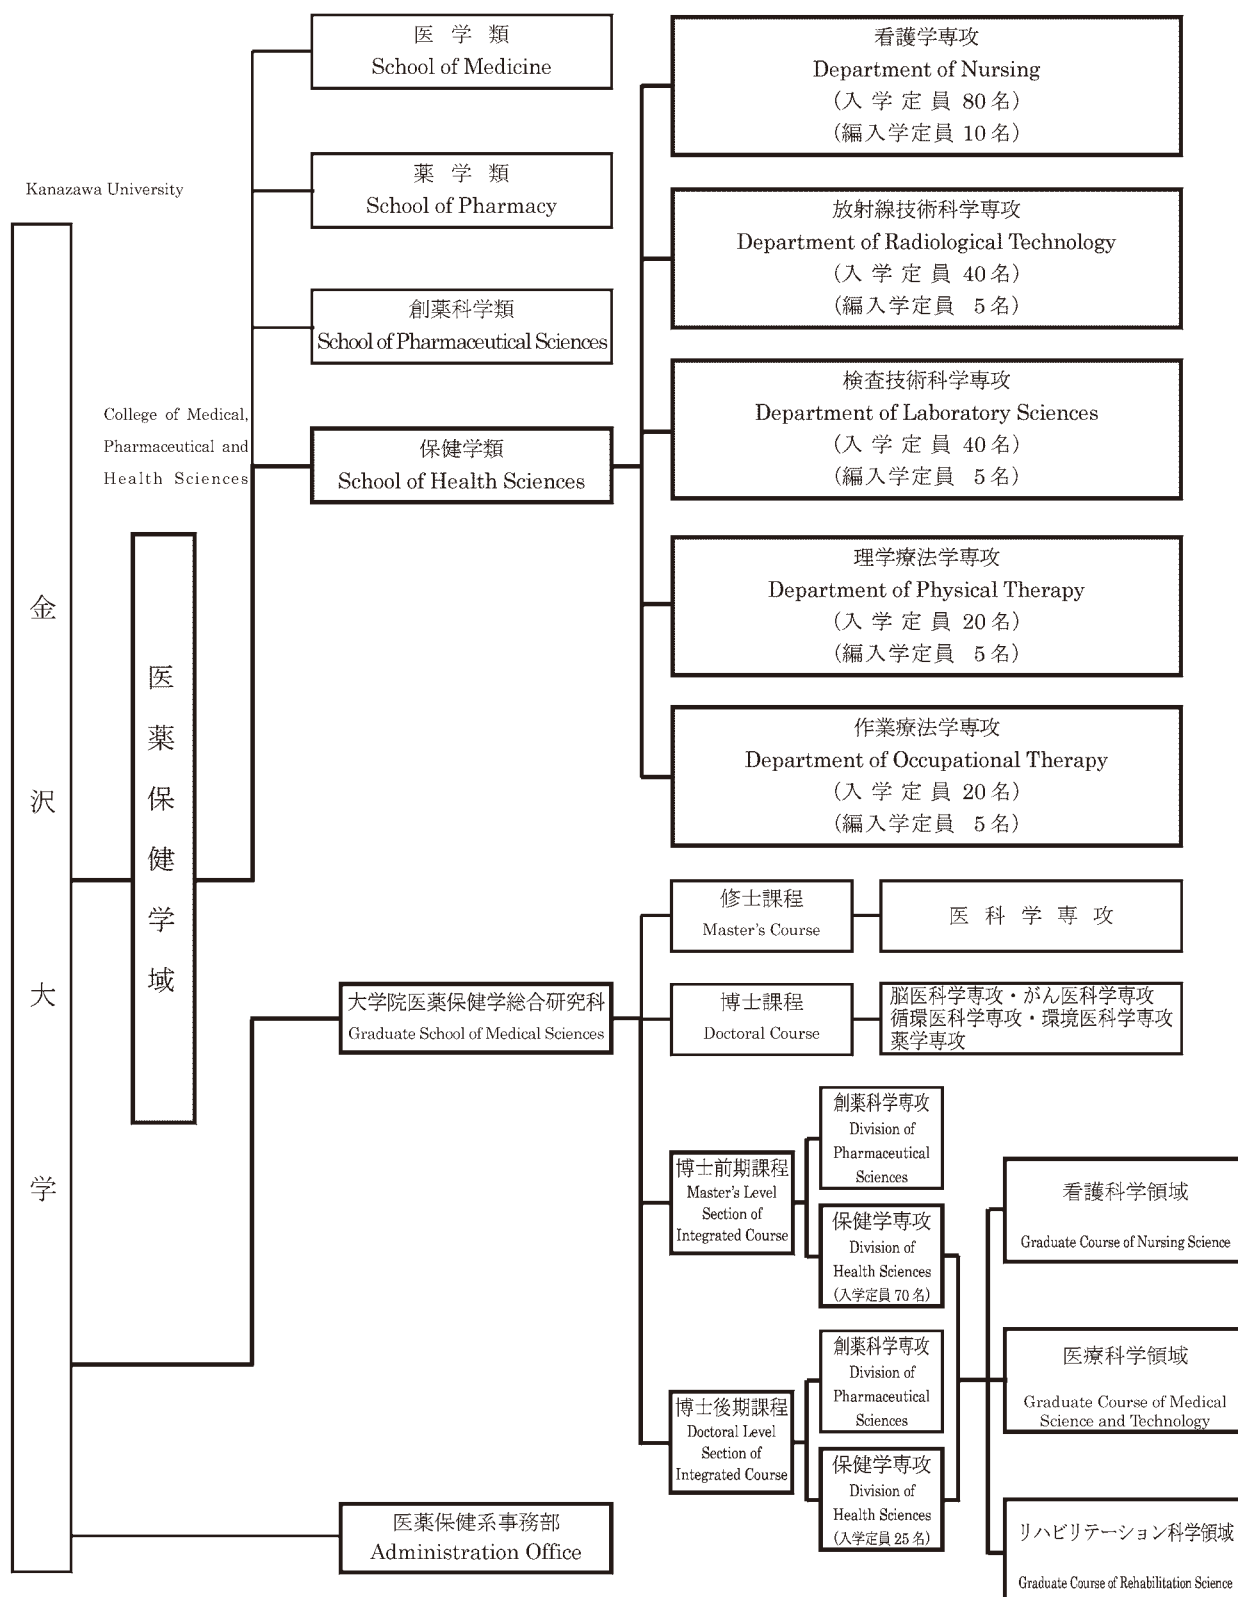 Kanazawa University
金沢大学
College of Medical,
Pharmaceutical and
Health Sciences
医薬保健学域
医学類
School of Medicine
薬学類
School of Pharmacy
創薬科学類
School of Pharmaceutical Sciences
保健学類
School of Health Sciences
看護学専攻
Department of Nursing
(入学定員 80名)
(編入学定員 10名)
放射線技術科学専攻
Department of Radiological Technology
(入学定員 40名)
(編入学定員 5名)
検査技術科学専攻
Department of Laboratory Sciences
(入学定員 40名)
(編入学定員 5名)
理学療法学専攻
Department of Physical Therapy
(入学定員 20名)
(編入学定員 5名)
作業療法学専攻
Department of Occupational Therapy
(入学定員 20名)
(編入学定員 5名)
大学院医薬保健学総合研究科
Graduate School of Medical Sciences
修士課程
Master's Course
医科学専攻
博士課程
Doctoral Course
脳医科学専攻・がん医科学専攻
循環医科学専攻・環境医科学専攻
薬学専攻
博士前期課程
Master's Level
Section of
Integrated Course
創薬科学専攻
Division of
Pharmaceutical
Sciences
保健学専攻
Division of
Health Sciences
(入学定員 70名)
博士後期課程
Doctoral Level
Section of
Integrated Course
創薬科学専攻
Division of
Pharmaceutical
Sciences
保健学専攻
Division of
Health Sciences
(入学定員 25名)
看護科学領域
Graduate Course of Nursing Science
医療科学領域
Graduate Course of Medical
Science and Technology
リハビリテーション科学領域
Graduate Course of Rehabilitation Science
医薬保健系事務部
Administration Office